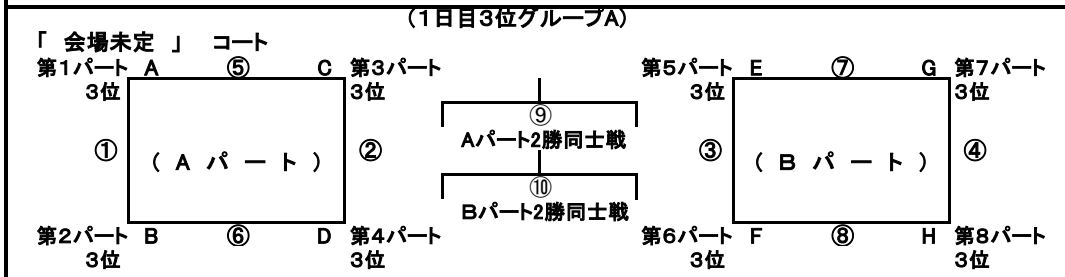 (1日目3位グループA)
「 会場未定 」 コート
第1パート A ⑤ C 第3パート
3位 3位
① ( A パ ー ト ) ②
第2パート B ⑥ D 第4パート
3位 3位
⑨
Aパート2勝同士戦
⑩
Bパート2勝同士戦
第5パート E ⑦ G 第7パート
3位 3位
③ ( B パ ー ト ) ④
第6パート F ⑧ H 第8パート
3位 3位